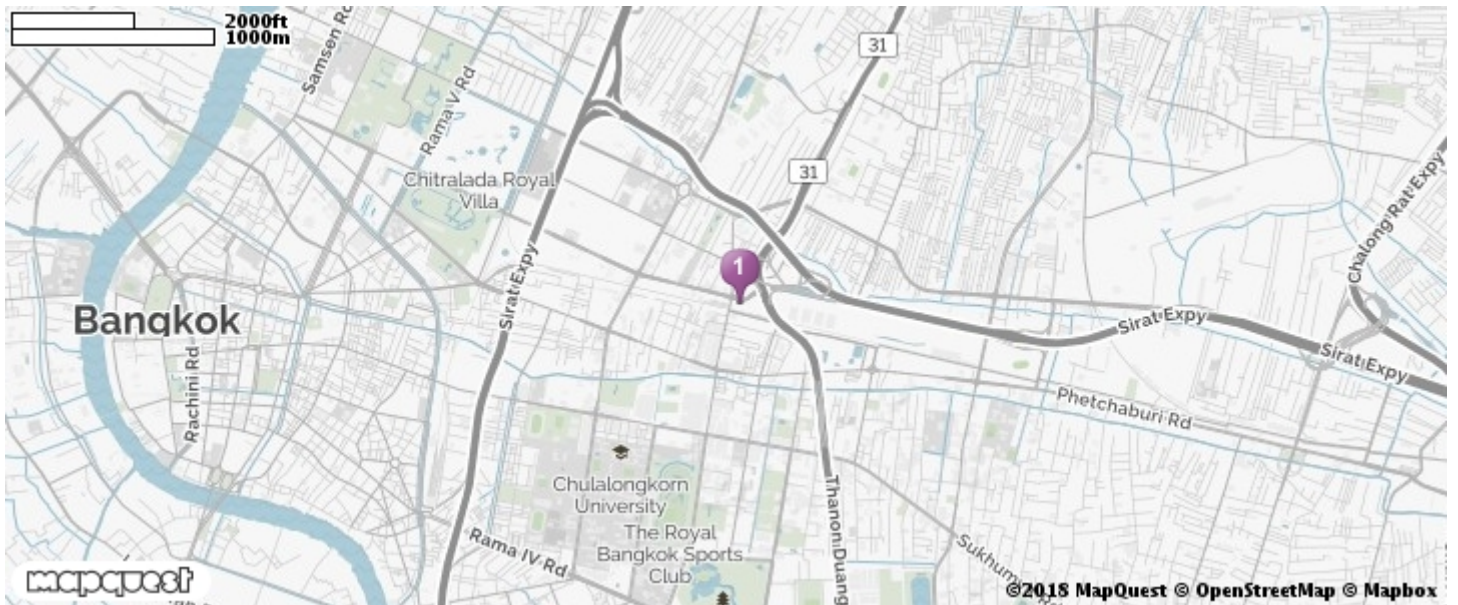 2000ft
1000m
Samsen Rd
Rama V Rd
31
31
Chitralada Royal
Villa
Chalong Rat Expy
1
Sirat Expy
Bangkok
Sirat Expy
Sirat Expy
Rachini Rd
Phetchaburi Rd
Chulalongkorn
University
Thanon Duang
The Royal
Bangkok Sports
Club
Rama IV Rd
mapquest
©2018 MapQuest © OpenStreetMap © Mapbox